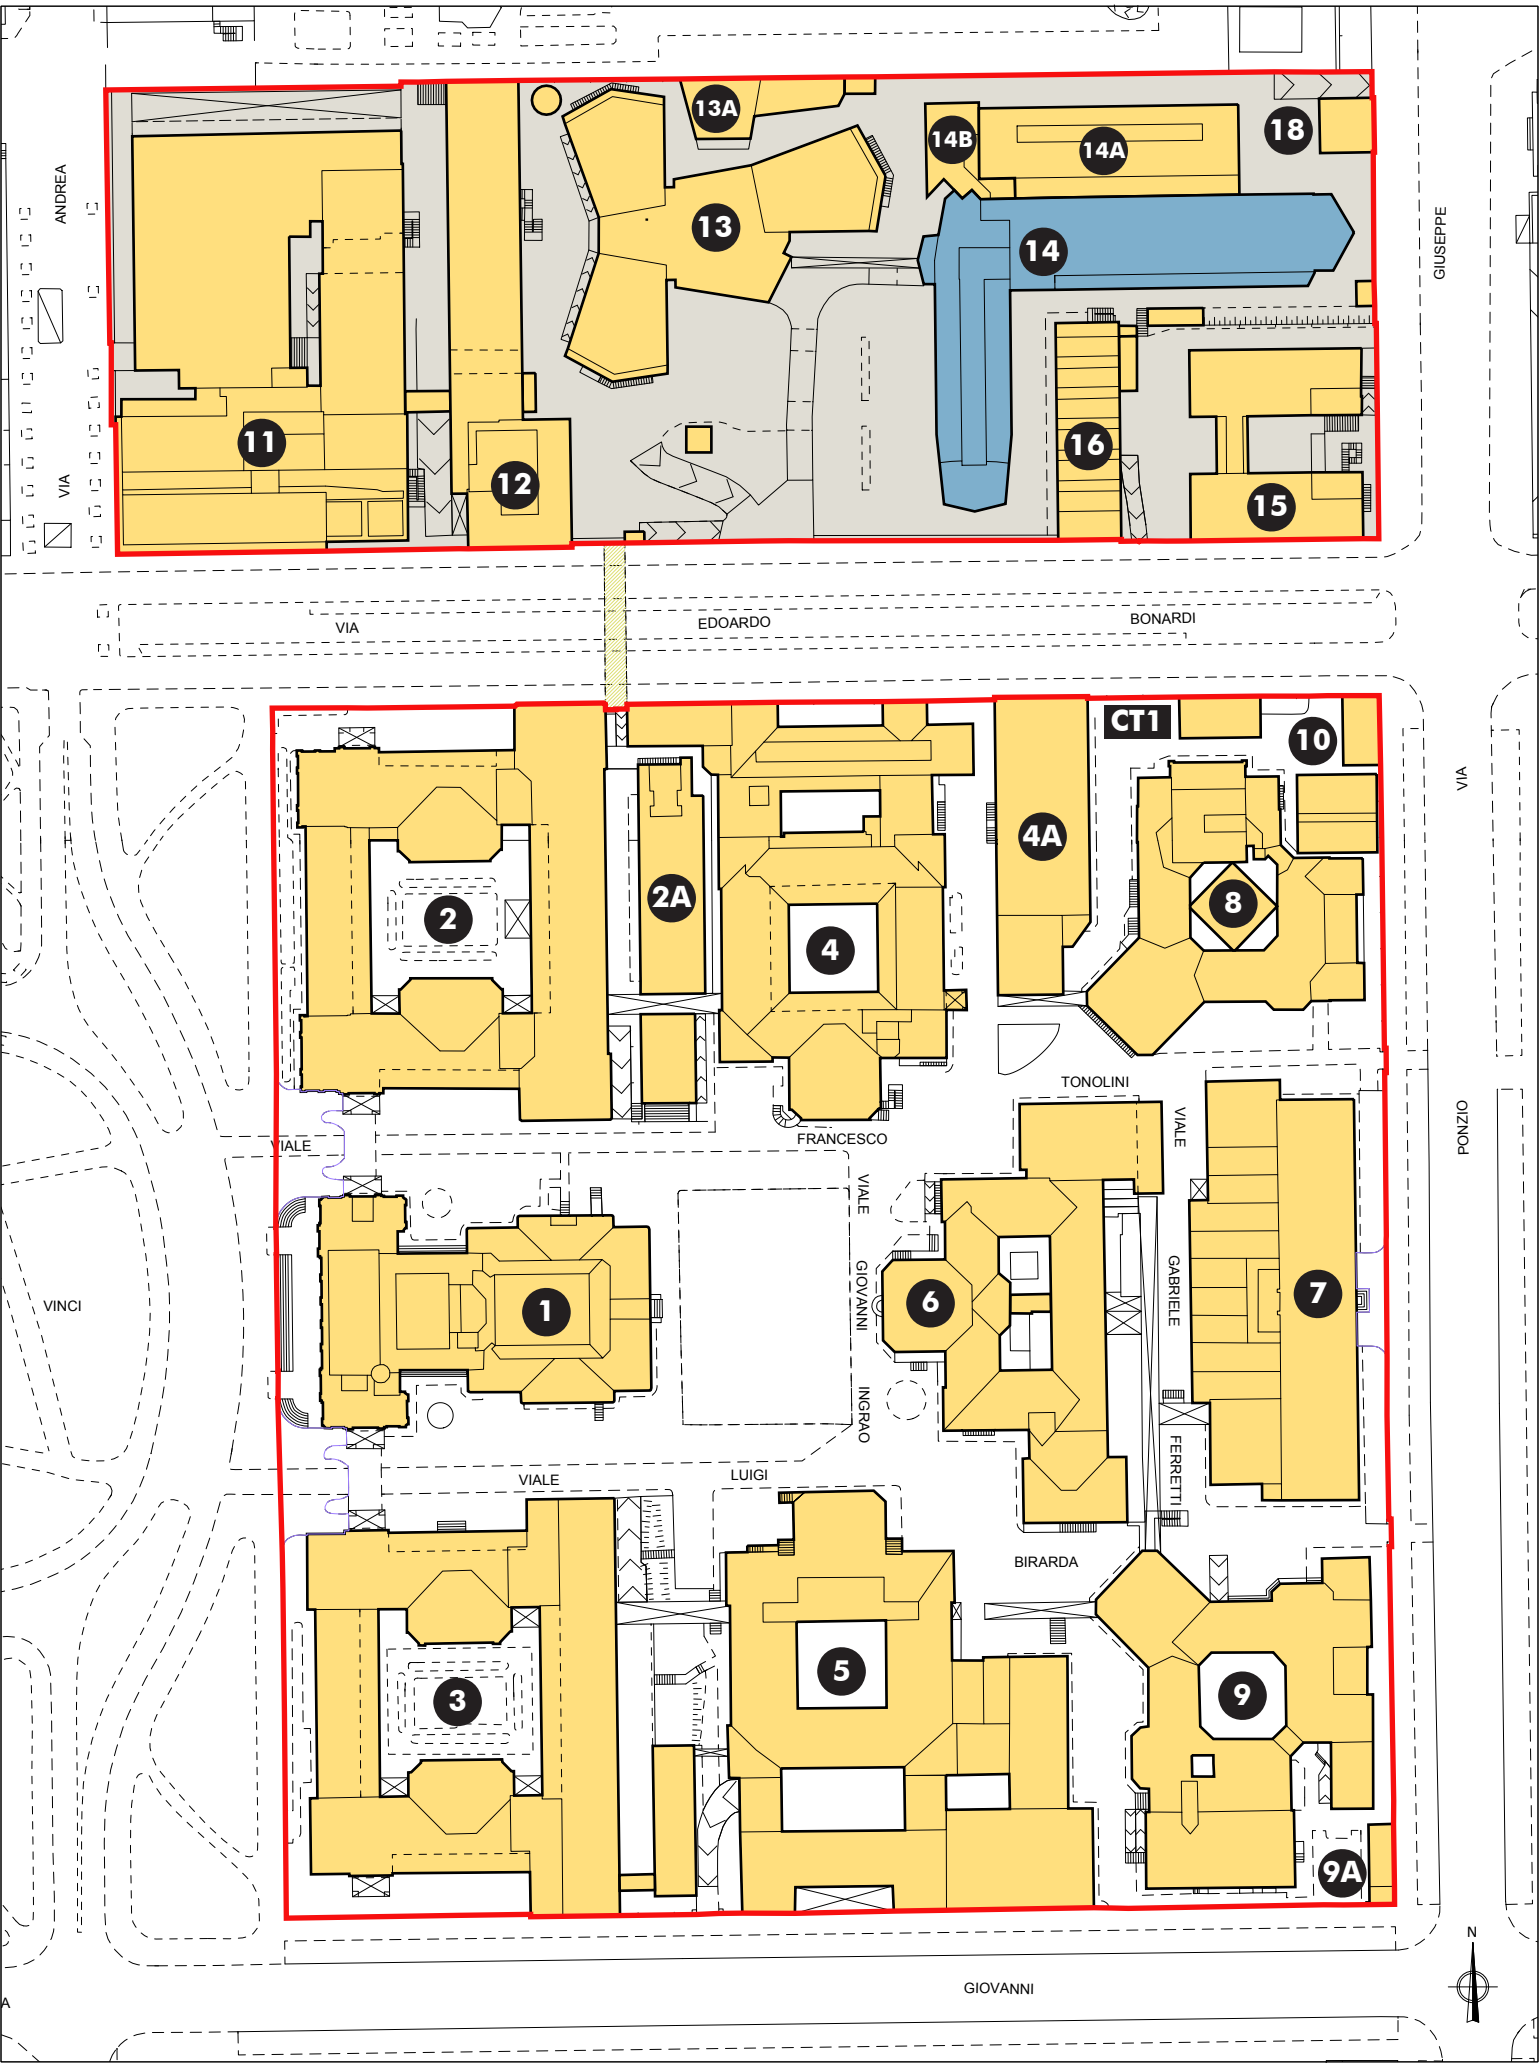 13A
14B
14A
18
ANDREA
13
GIUSEPPE
14
11
16
VIA
12
15
VIA
EDOARDO
BONARDI
CT1
10
VIA
4A
2A
8
2
4
TONOLINI
PONZIO
VIALE
FRANCESCO
VIALE
VIALE
GIOVANNI
GABRIELE
7
VINCI
1
6
INGRAO
FERRETTI
VIALE
LUIGI
BIRARDA
5
9
3
9A
N
GIOVANNI
A